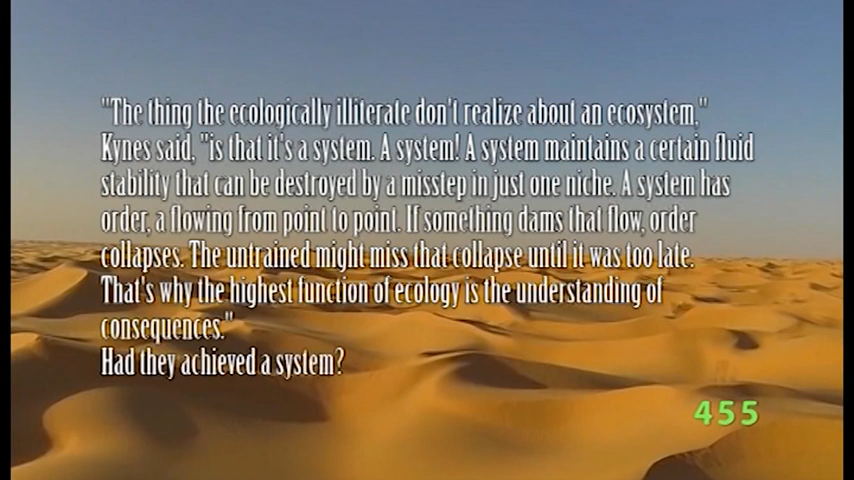 "The thing the ecologically illiterate don't realize about an ecosystem,"
Kynes said, "is that it's a system. A system! A system maintains a certain fluid
stability that can be destroyed by a misstep in just one niche. A system has
order, a flowing from point to point. If something dams that flow, order
collapses. The untrained might miss that collapse until it was too late.
That's why the highest function of ecology is the understanding of
consequences."
Had they achieved a system?
455